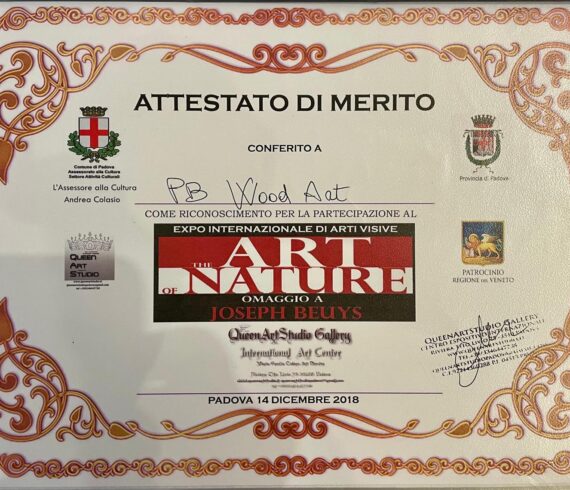 ATTESTATO DI MERITO
CONFERITO A
Comune di Padova
Assessorato alla Cultura
Settore Attività Culturali
L'Assessore alla Cultura
Andrea Colasio
Provincia di Padova
PB Wood Art
COME RICONOSCIMENTO PER LA PARTECIPAZIONE AL
EXPO INTERNAZIONALE DI ARTI VISIVE
THE ART
OF NATURE
OMAGGIO A
JOSEPH BEUYS
QUEEN
ART
STUDIO
PATROCINIO
REGIONE DEL VENETO
QueenArtStudio Gallery
International Art Center
QUEENARTSTUDIO GALLERY
PADOVA 14 DICEMBRE 2018